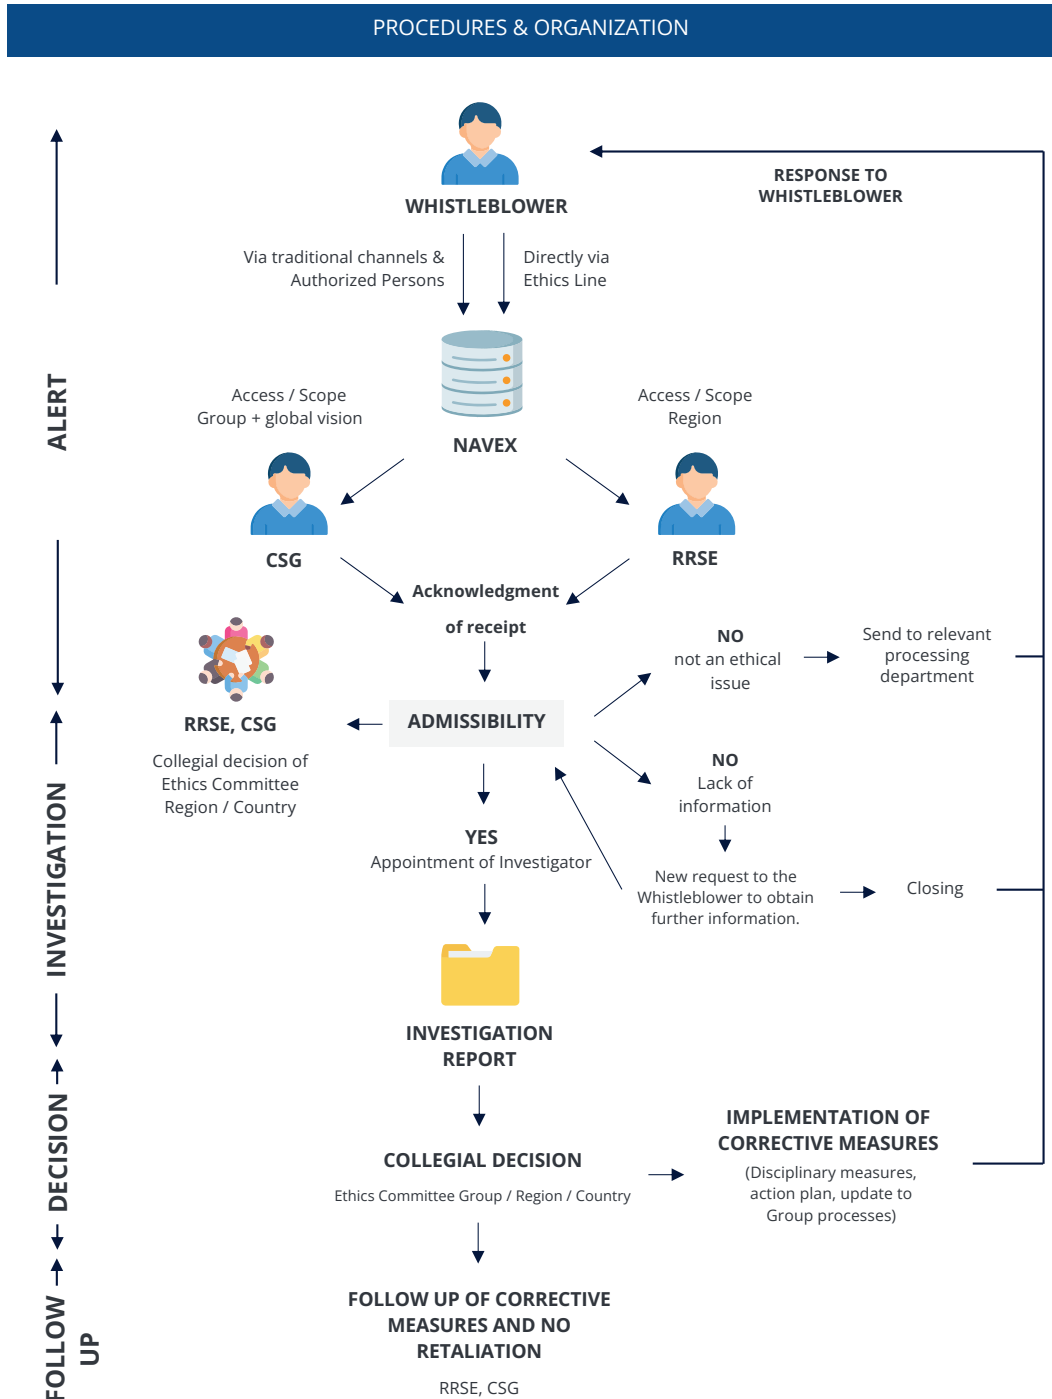 PROCEDURES & ORGANIZATION
RESPONSE TO
WHISTLEBLOWER
WHISTLEBLOWER
Via traditional channels &
Authorized Persons
Directly via
Ethics Line
ALERT
Access / Scope
Group + global vision
Access / Scope
Region
NAVEX
CSG
RRSE
Acknowledgment
of receipt
NO
not an ethical
issue
Send to relevant
processing
department
RRSE, CSG
Collegial decision of
Ethics Committee
Region / Country
ADMISSIBILITY
INVESTIGATION
NO
Lack of
information
YES
Appointment of Investigator
New request to the
Whistleblower to obtain
further information.
Closing
INVESTIGATION
REPORT
DECISION
COLLEGIAL DECISION
Ethics Committee Group / Region / Country
IMPLEMENTATION OF
CORRECTIVE MEASURES
(Disciplinary measures,
action plan, update to
Group processes)
FOLLOW
UP
FOLLOW UP OF CORRECTIVE
MEASURES AND NO
RETALIATION
RRSE, CSG